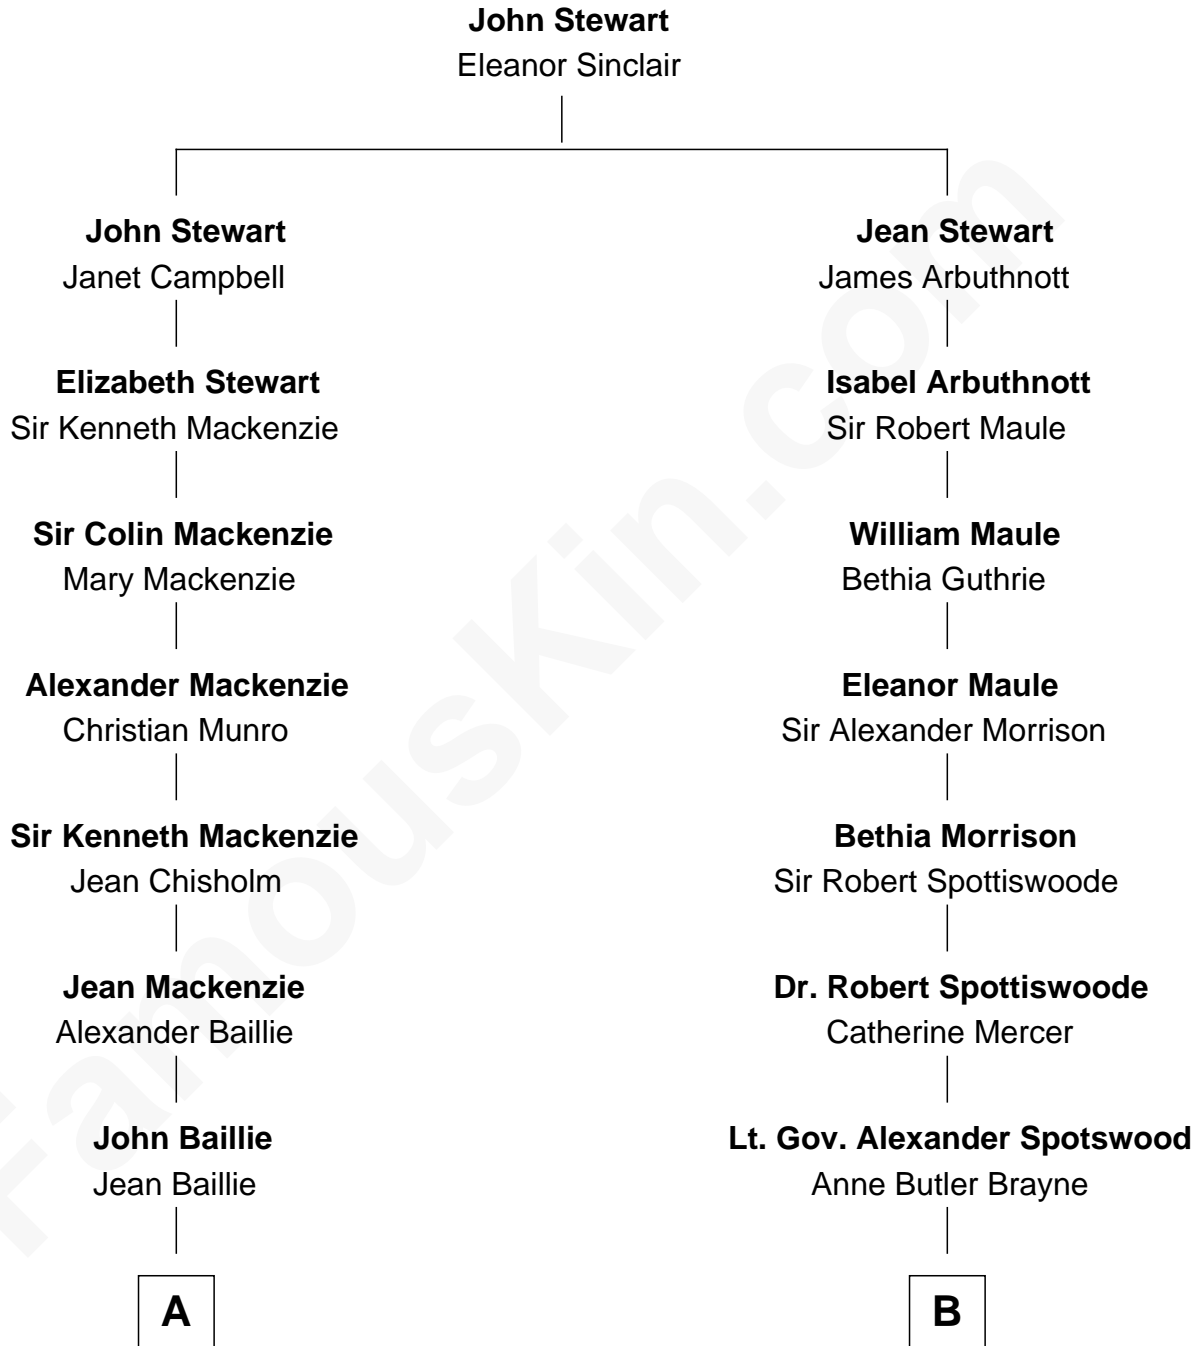 John Stewart
Eleanor Sinclair
John Stewart
Janet Campbell
Elizabeth Stewart
Sir Kenneth Mackenzie
Sir Colin Mackenzie
Mary Mackenzie
Alexander Mackenzie
Christian Munro
Sir Kenneth Mackenzie
Jean Chisholm
Jean Mackenzie
Alexander Baillie
John Baillie
Jean Baillie
A
Jean Stewart
James Arbuthnott
Isabel Arbuthnott
Sir Robert Maule
William Maule
Bethia Guthrie
Eleanor Maule
Sir Alexander Morrison
Bethia Morrison
Sir Robert Spottiswoode
Dr. Robert Spottiswoode
Catherine Mercer
Lt. Gov. Alexander Spotswood
Anne Butler Brayne
B
FamousKin.com